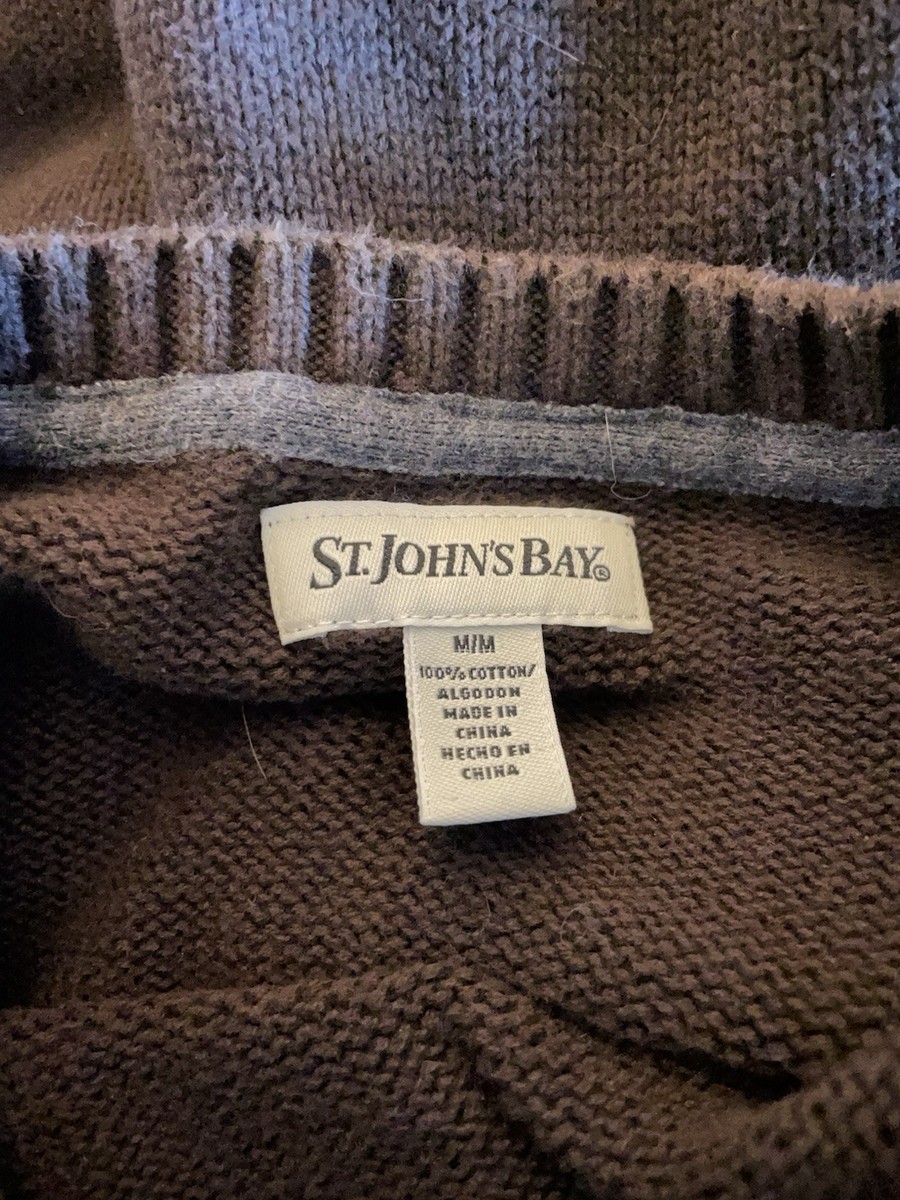 ST. JOHN'S BAY®
M/M
100% COTTON/
ALGODON
MADE IN
CHINA
HECHO EN
CHINA